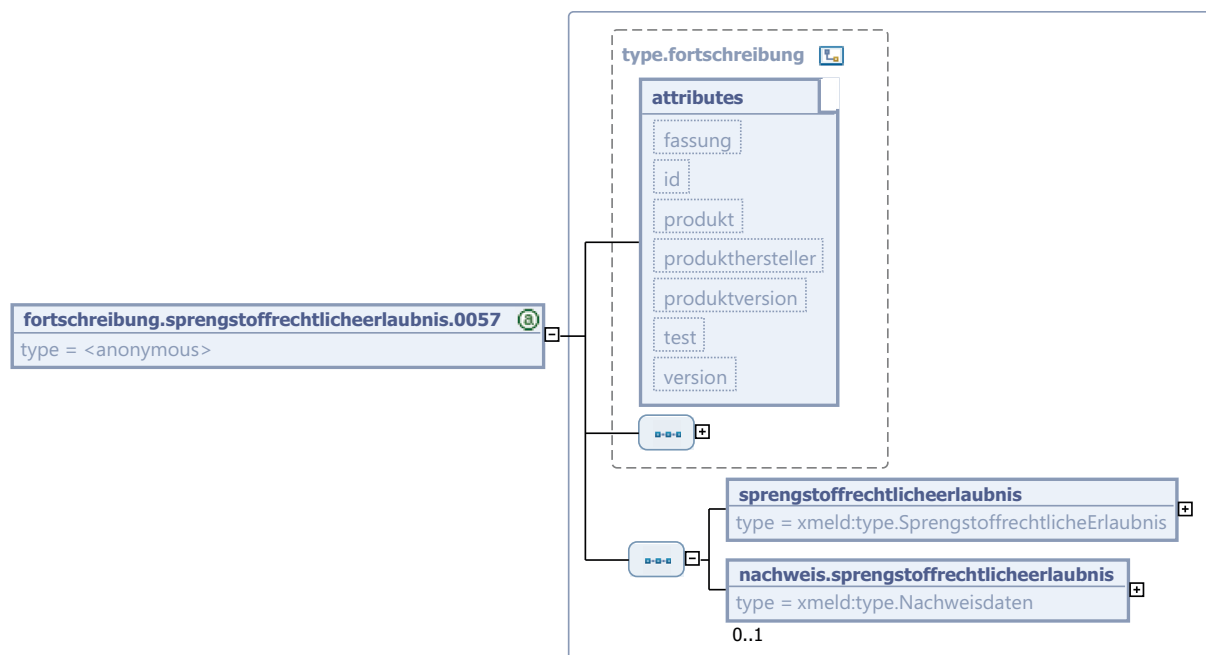 type.fortschreibung
attributes
fassung
id
produkt
produkthersteller
produktversion
test
version
fortschreibung.sprengstoffrechtlicheerlaubnis.0057
type = <anonymous>
sprengstoffrechtlicheerlaubnis
type = xmeld:type.SprengstoffrechtlicheErlaubnis
nachweis.sprengstoffrechtlicheerlaubnis
type = xmeld:type.Nachweisdaten
0..1